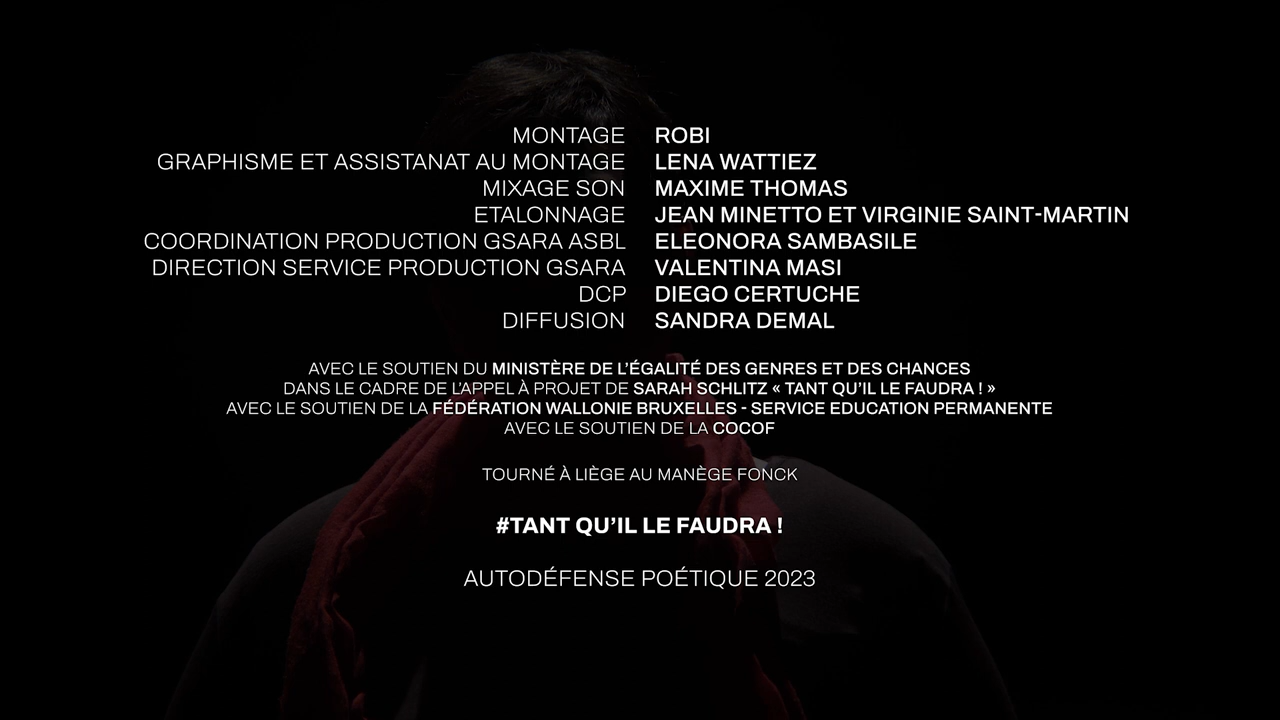 MONTAGE ROBI
GRAPHISME ET ASSISTANAT AU MONTAGE LENA WATTIEZ
MIXAGE SON MAXIME THOMAS
ETALONNAGE JEAN MINETTO ET VIRGINIE SAINT-MARTIN
COORDINATION PRODUCTION GSARA ASBL ELEONORA SAMBASILE
DIRECTION SERVICE PRODUCTION GSARA VALENTINA MASI
DCP DIEGO CERTUCHE
DIFFUSION SANDRA DEMAL
AVEC LE SOUTIEN DU MINISTÈRE DE L'ÉGALITÉ DES GENRES ET DES CHANCES
DANS LE CADRE DE L'APPEL À PROJET DE SARAH SCHLITZ « TANT QU'IL LE FAUDRA ! »
AVEC LE SOUTIEN DE LA FÉDÉRATION WALLONIE BRUXELLES - SERVICE EDUCATION PERMANENTE
AVEC LE SOUTIEN DE LA COCOF
TOURNÉ À LIÈGE AU MANÈGE FONCK
#TANT QU'IL LE FAUDRA !
AUTODÉFENSE POÉTIQUE 2023